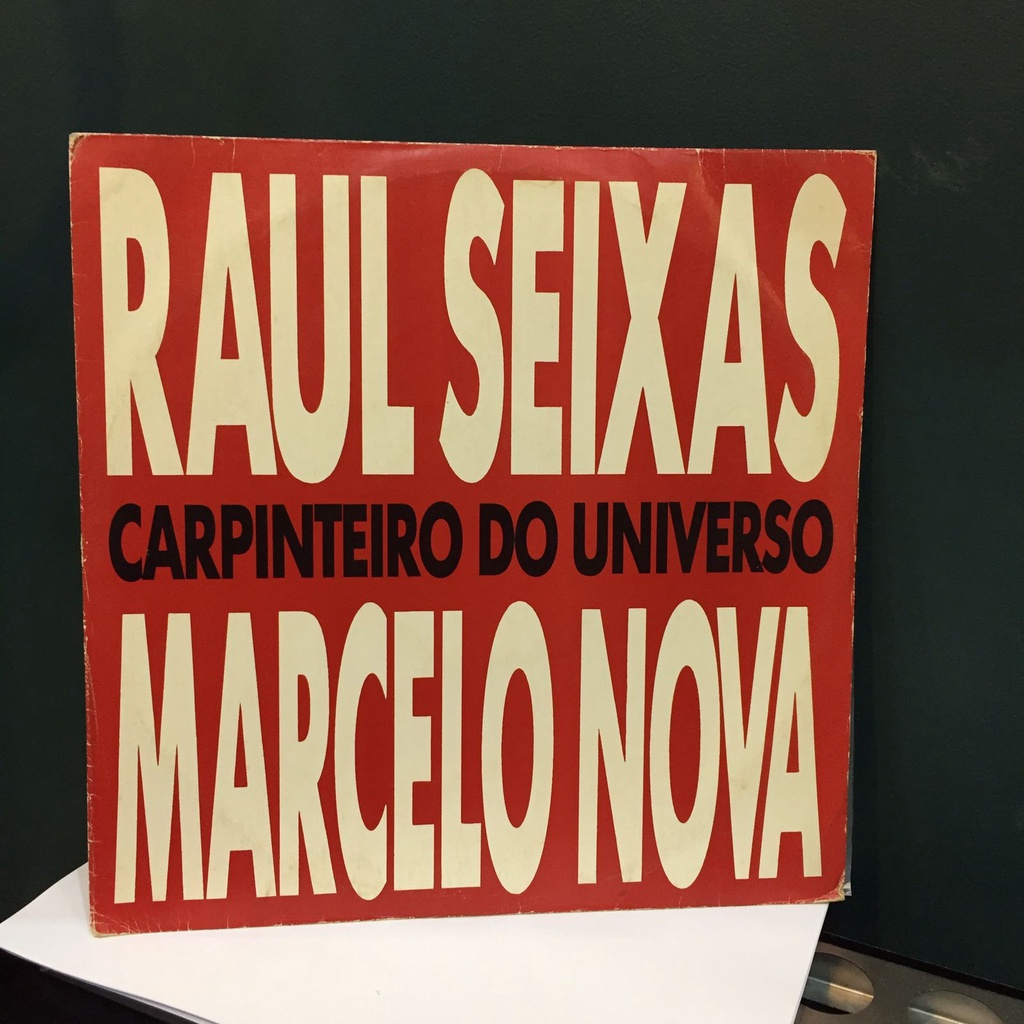 RAUL SEIXAS
CARPINTEIRO DO UNIVERSO
MARCELO NOVA